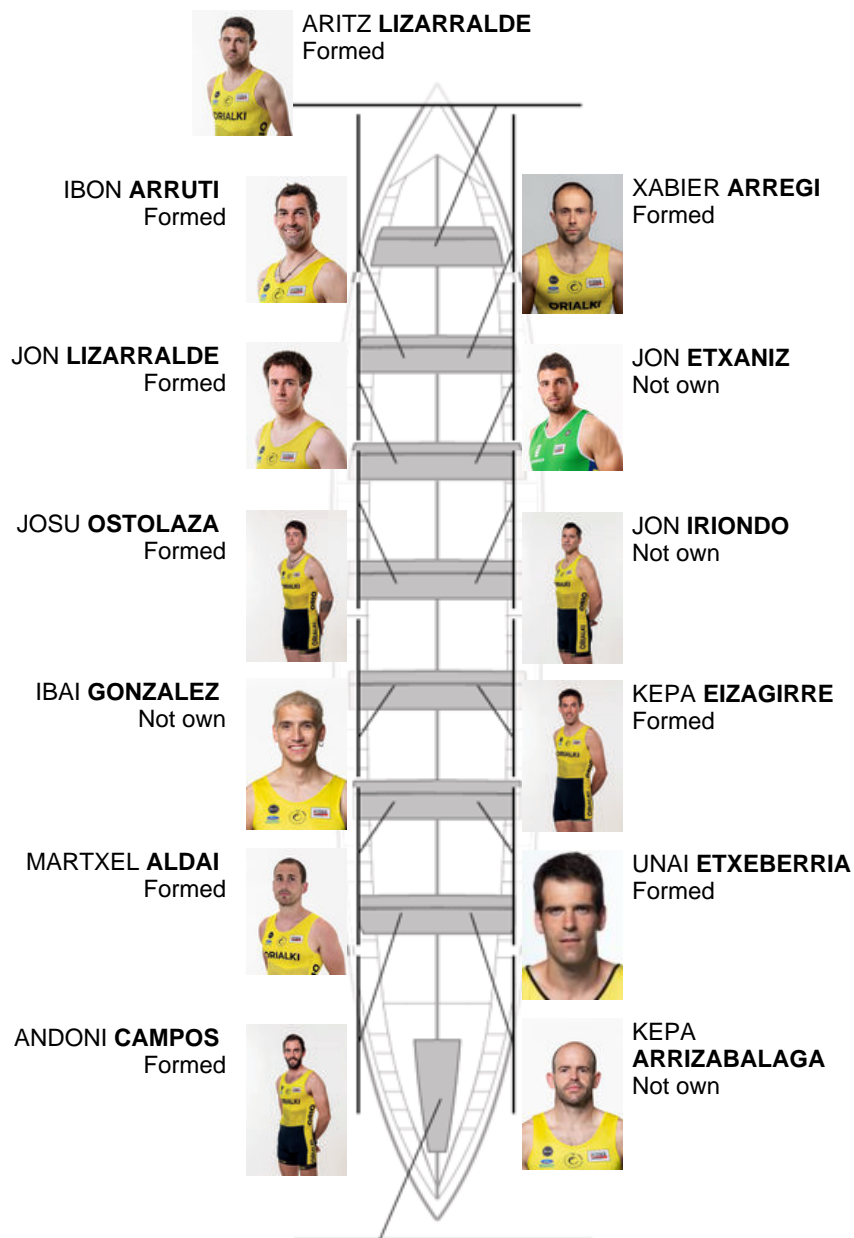 ARITZ LIZARRALDE
Formed
IBON ARRUTI
Formed
XABIER ARREGI
Formed
JON LIZARRALDE
Formed
JON ETXANIZ
Not own
JOSU OSTOLAZA
Formed
JON IRIONDO
Not own
IBAI GONZALEZ
Not own
KEPA EIZAGIRRE
Formed
MARTXEL ALDAI
Formed
UNAI ETXEBERRIA
Formed
ANDONI CAMPOS
Formed
KEPA
ARRIZABALAGA
Not own